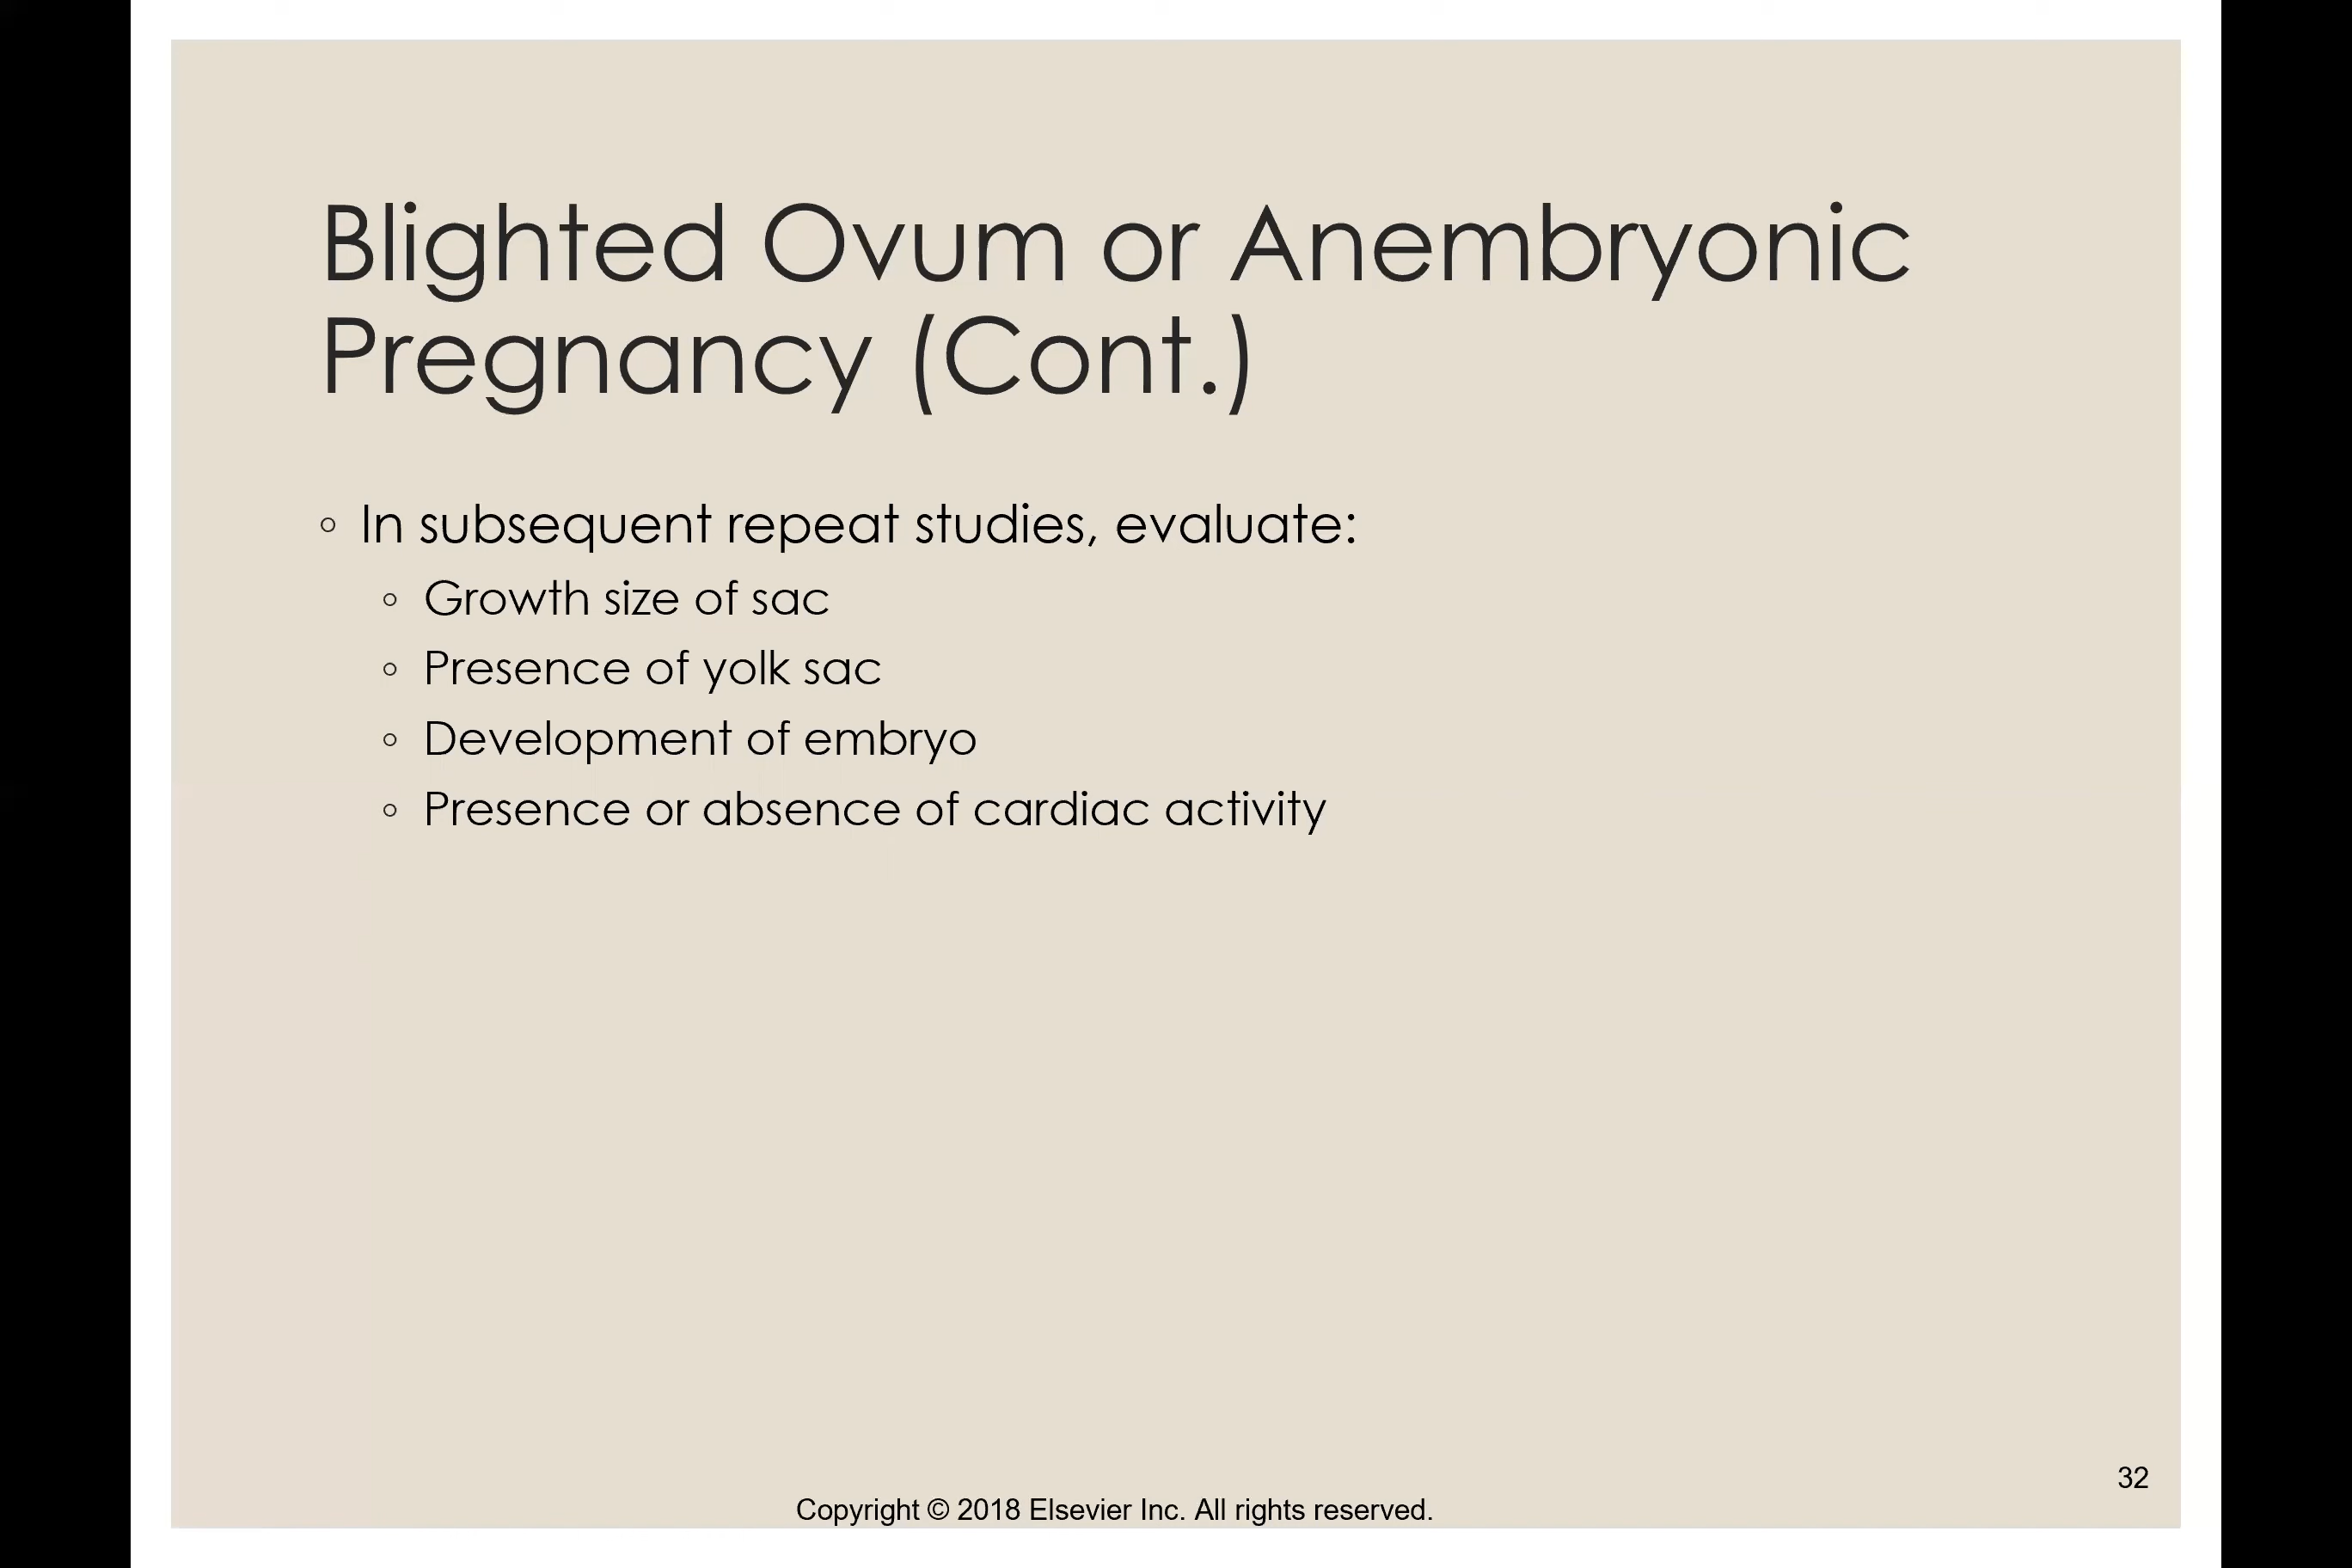 Blighted Ovum or Anembryonic
Pregnancy (Cont.)
◦ In subsequent repeat studies, evaluate:
◦ Growth size of sac
◦ Presence of yolk sac
◦ Development of embryo
◦ Presence or absence of cardiac activity
32
Copyright © 2018 Elsevier Inc. All rights reserved.